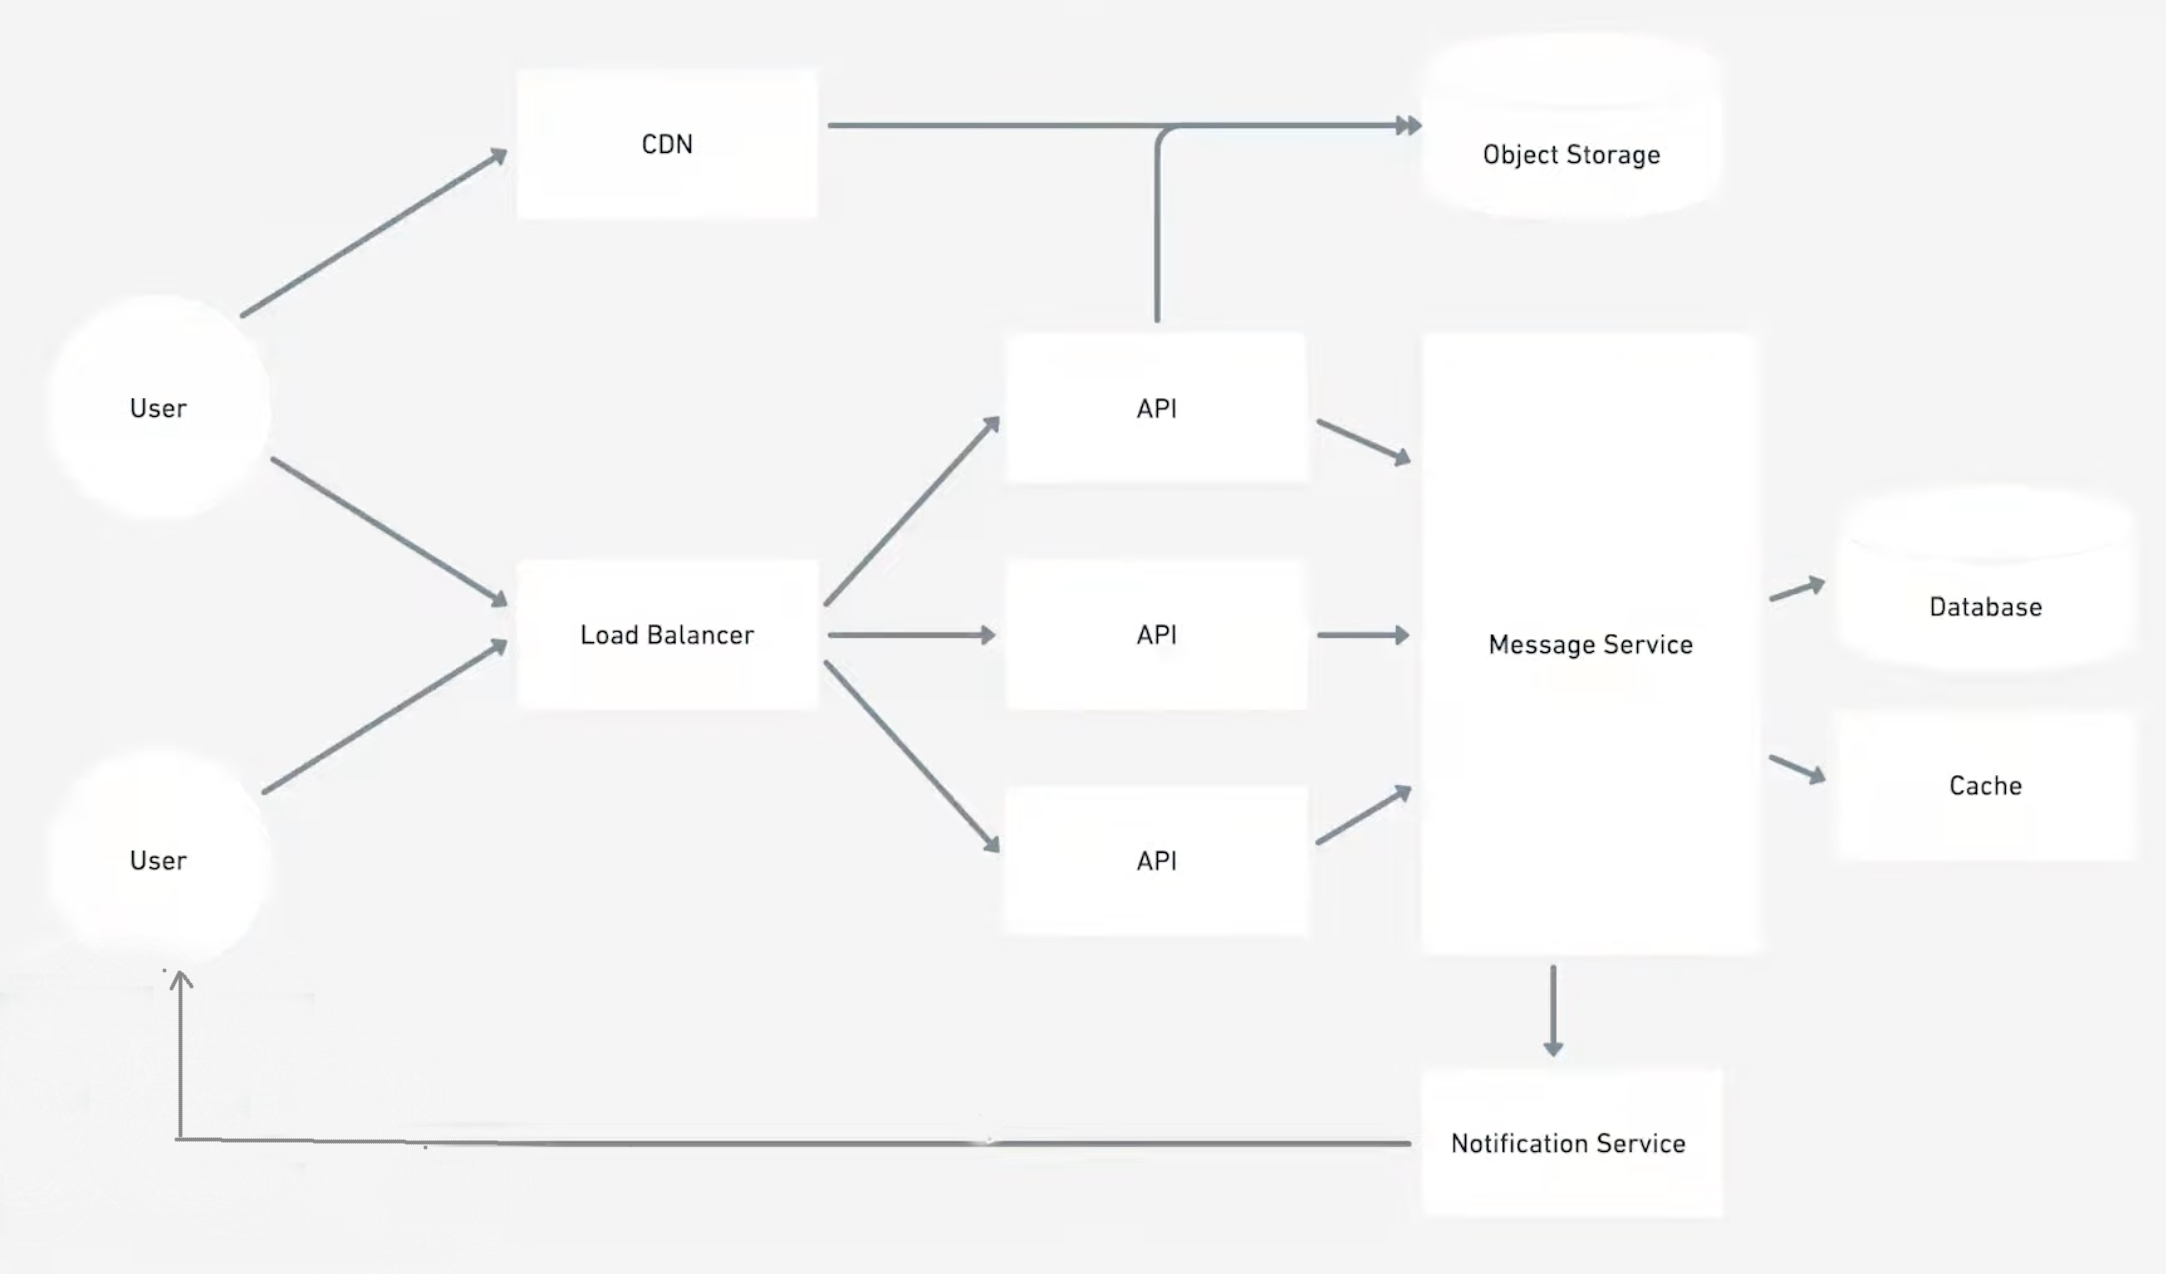 CDN
Object Storage
User
API
Load Balancer
API
Message Service
Database
Cache
User
API
Notification Service